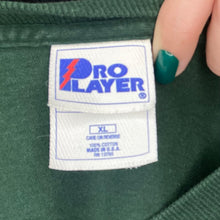 PRO
PLAYER®
XL
CARE ON REVERSE
100% COTTON
MADE IN U.S.A.
RN 13765